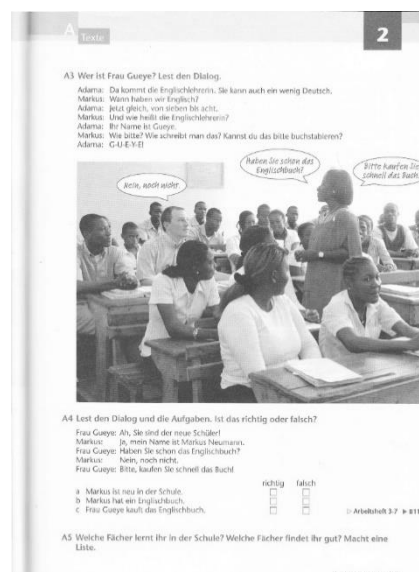 A Texte
2
A3 Wer ist Frau Gueye? Lest den Dialog.
Adama: Da kommt die Englischlehrerin. Sie kann auch ein wenig Deutsch.
Markus: Wann haben wir Englisch?
Adama: Jetzt gleich, von sieben bis acht.
Markus: Und wie heißt die Englischlehrerin?
Adama: Ihr Name ist Gueye.
Markus: Wie bitte? Wie schreibt man das? Kannst du das bitte buchstabieren?
Adama: G-U-E-Y-E!
Nein, noch nicht.
Haben Sie schon das
Englischbuch?
Bitte kaufen Sie
schnell das Buch
A4 Lest den Dialog und die Aufgaben. Ist das richtig oder falsch?
Frau Gueye: Ah, Sie sind der neue Schüler!
Markus: Ja, mein Name ist Markus Neumann.
Frau Gueye: Haben Sie schon das Englischbuch?
Markus: Nein, noch nicht.
Frau Gueye: Bitte, kaufen Sie schnell das Buch!
richtig falsch
a Markus ist neu in der Schule.
b Markus hat ein Englischbuch.
c Frau Gueye kauft das Englischbuch.
▷ Arbeitsheft 3-7 ▶ B11
A5 Welche Fächer lernt ihr in der Schule? Welche Fächer findet ihr gut? Macht eine
Liste.